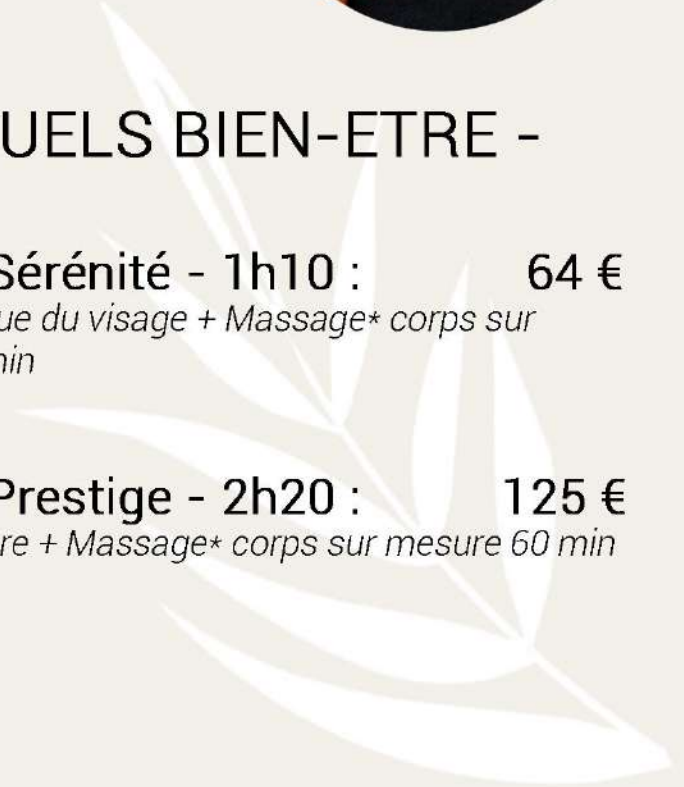 UELS BIEN-ETRE -
Sérénité - 1h10 : 64 €
ue du visage + Massage* corps sur
min
Prestige - 2h20 : 125 €
re + Massage* corps sur mesure 60 min